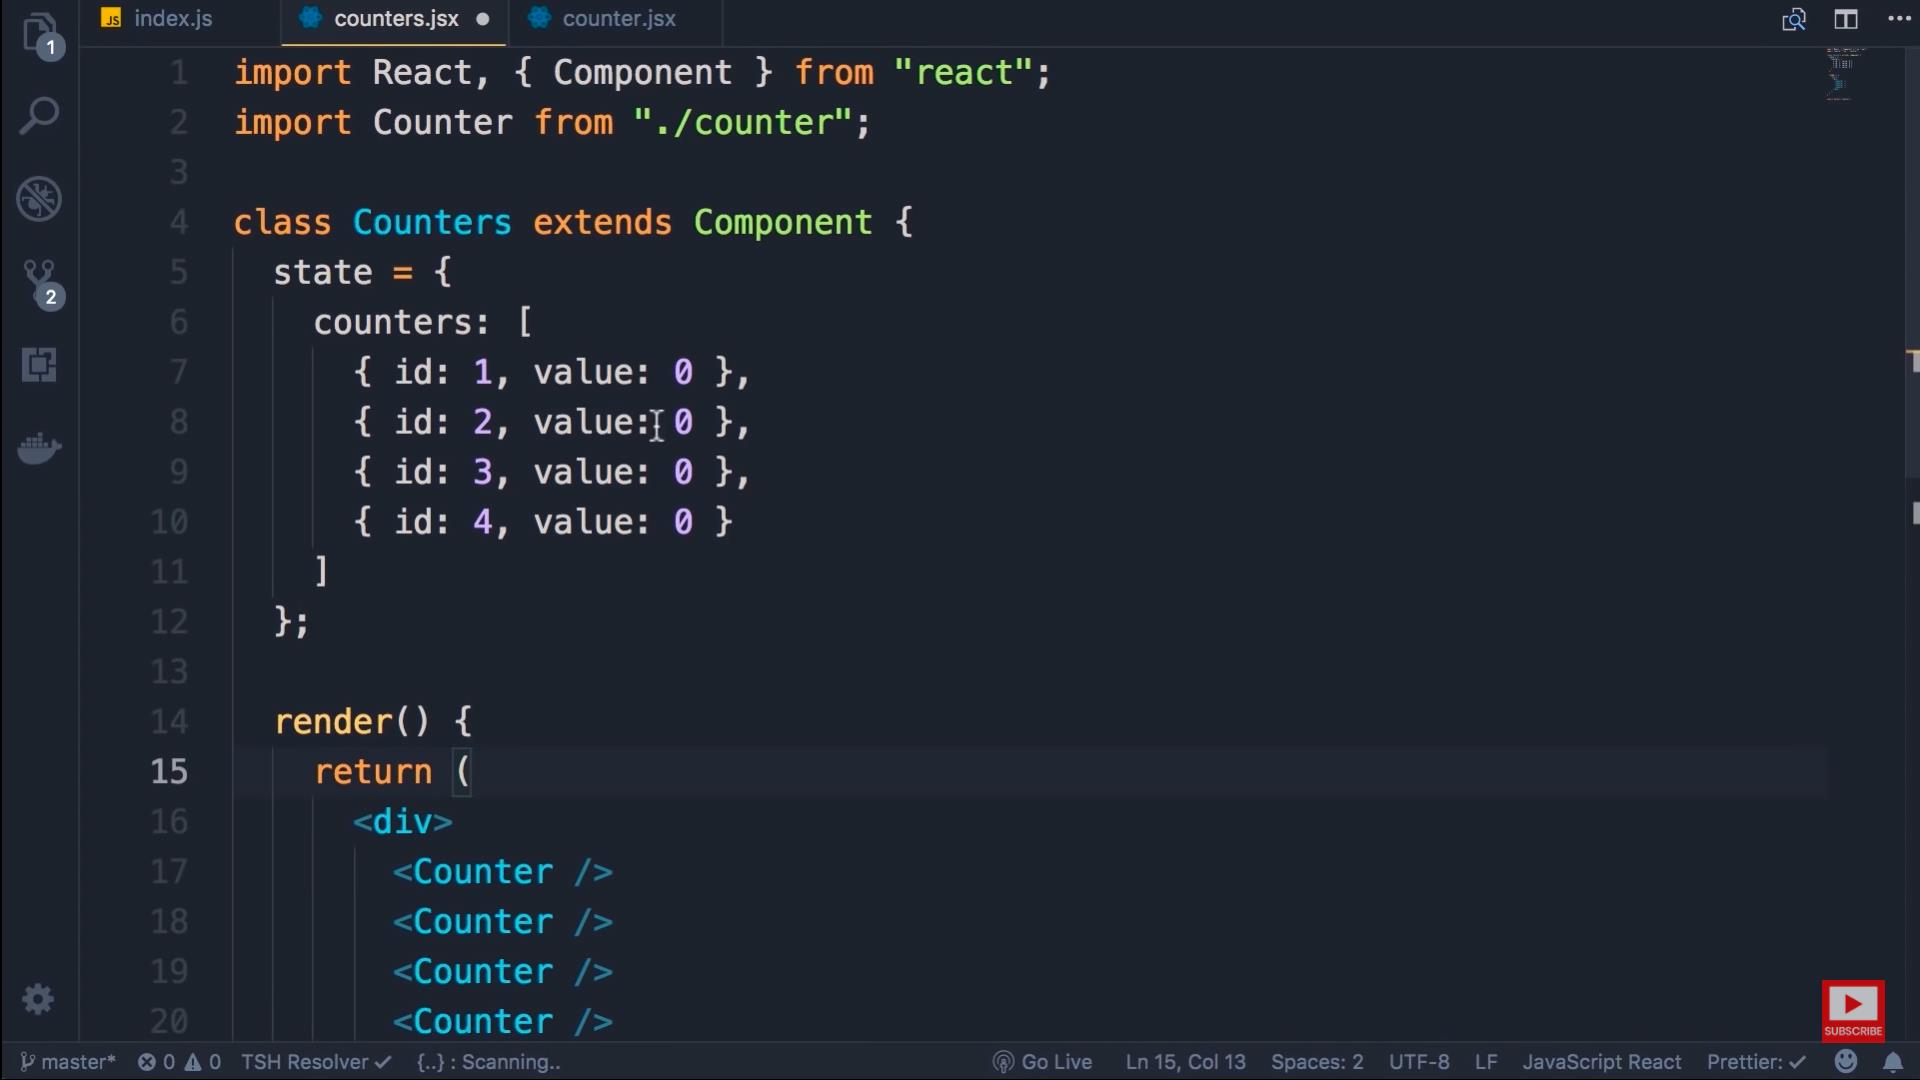 JS index.js counters.jsx counter.jsx
1
1 import React, { Component } from "react";
2 import Counter from "./counter";
3
4 class Counters extends Component {
5 state = {
2
6 counters: [
7 { id: 1, value: 0 },
8 { id: 2, value: 0 },
9 { id: 3, value: 0 },
10 { id: 4, value: 0 }
11 ]
12 };
13
14 render() {
15 return (
16 <div>
17 <Counter />
18 <Counter />
19 <Counter />
20 <Counter />
SUBSCRIBE
master* 0 0 TSH Resolver ✓ {..} : Scanning.. Go Live Ln 15, Col 13 Spaces: 2 UTF-8 LF JavaScript React Prettier: ✓